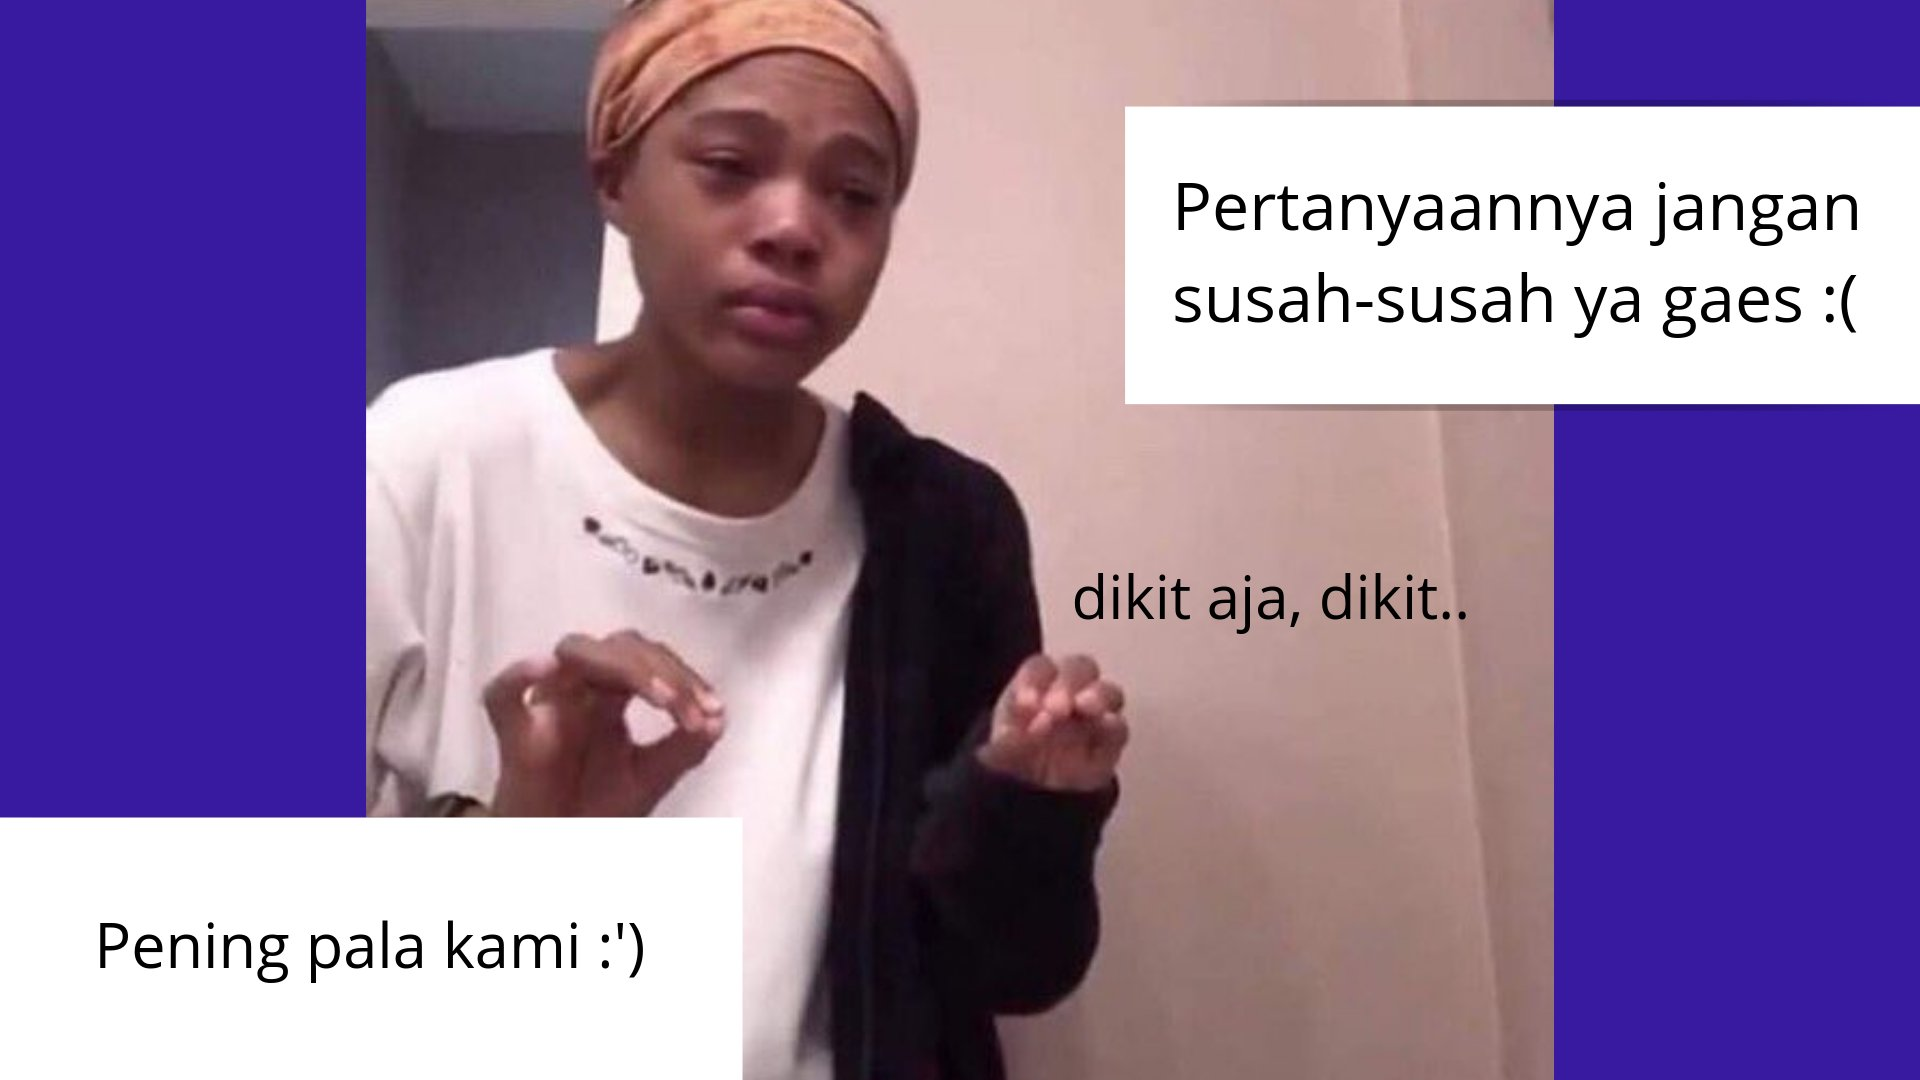 Pertanyaannya jangan
susah-susah ya gaes :(
dikit aja, dikit..
Pening pala kami :')